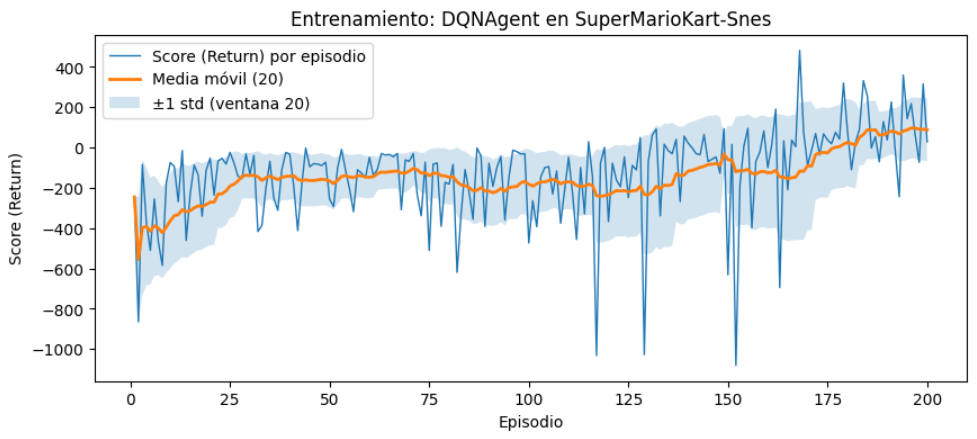 Entrenamiento: DQNAgent en SuperMarioKart-Snes
Score (Return) por episodio
Media móvil (20)
±1 std (ventana 20)
Score (Return)
400
200
0
−200
−400
−600
−800
−1000
0
25
50
75
100
125
150
175
200
Episodio